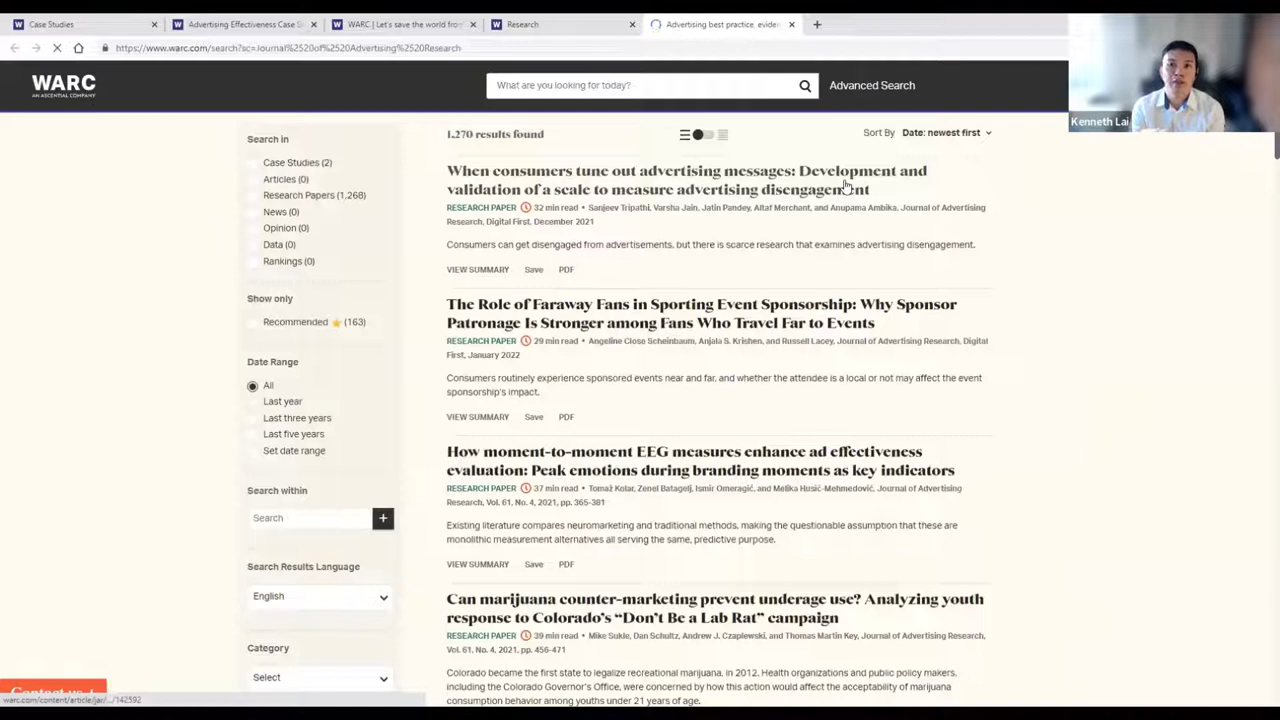 Case Studies
Advertising Effectiveness Case S
WARC | Let's save the world from
Research
Advertising best practice, evide
https://www.warc.com/search?sc=Journal%2520of%2520Advertising%2520Research
WARC
AN ASCENTIAL COMPANY
What are you looking for today?
Advanced Search
Kenneth Lai
Search in
Case Studies (2)
Articles (0)
Research Papers (1,268)
News (0)
Opinion (0)
Data (0)
Rankings (0)
Show only
Recommended (163)
Date Range
All
Last year
Last three years
Last five years
Set date range
Search within
Search
+
Search Results Language
English
Category
Select
1,270 results found
Sort By Date: newest first
When consumers tune out advertising messages: Development and
validation of a scale to measure advertising disengagement
RESEARCH PAPER 32 min read • Sanjeev Tripathi, Varsha Jain, Jatin Pandey, Altaf Merchant, and Anupama Ambika, Journal of Advertising
Research, Digital First, December 2021
Consumers can get disengaged from advertisements, but there is scarce research that examines advertising disengagement.
VIEW SUMMARY Save PDF
The Role of Faraway Fans in Sporting Event Sponsorship: Why Sponsor
Patronage Is Stronger among Fans Who Travel Far to Events
RESEARCH PAPER 29 min read • Angeline Close Scheinbaum, Anjala S. Krishen, and Russell Lacey, Journal of Advertising Research, Digital
First, January 2022
Consumers routinely experience sponsored events near and far, and whether the attendee is a local or not may affect the event
sponsorship's impact.
VIEW SUMMARY Save PDF
How moment-to-moment EEG measures enhance ad effectiveness
evaluation: Peak emotions during branding moments as key indicators
RESEARCH PAPER 37 min read • Tomaž Kolar, Zenel Batagelj, Ismir Omeragić, and Melika Husić-Mehmedović, Journal of Advertising
Research, Vol. 61, No. 4, 2021, pp. 365-381
Existing literature compares neuromarketing and traditional methods, making the questionable assumption that these are
monolithic measurement alternatives all serving the same, predictive purpose.
VIEW SUMMARY Save PDF
Can marijuana counter-marketing prevent underage use? Analyzing youth
response to Colorado's “Don't Be a Lab Rat” campaign
RESEARCH PAPER 39 min read • Mike Sukle, Dan Schultz, Andrew J. Czaplewski, and Thomas Martin Key, Journal of Advertising Research,
Vol. 61, No. 4, 2021, pp. 456-471
Colorado became the first state to legalize recreational marijuana, in 2012. Health organizations and public policy makers,
including the Colorado Governor's Office, were concerned by how this action would affect the acceptability of marijuana
consumption behavior among youths under 21 years of age.
Contact us +
warc.com/content/article/jar/.../142592